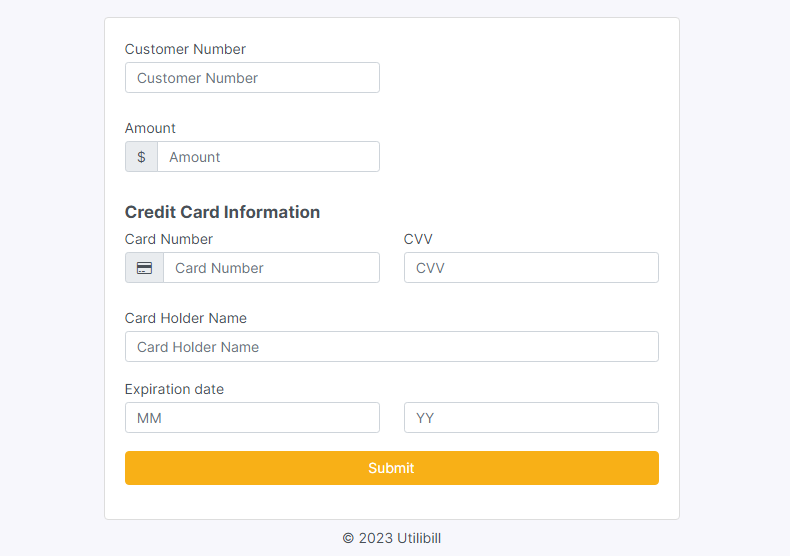 Customer Number
Customer Number
Amount
$ Amount
Credit Card Information
Card Number CVV
Card Number CVV
Card Holder Name
Card Holder Name
Expiration date
MM YY
Submit
© 2023 Utilibill